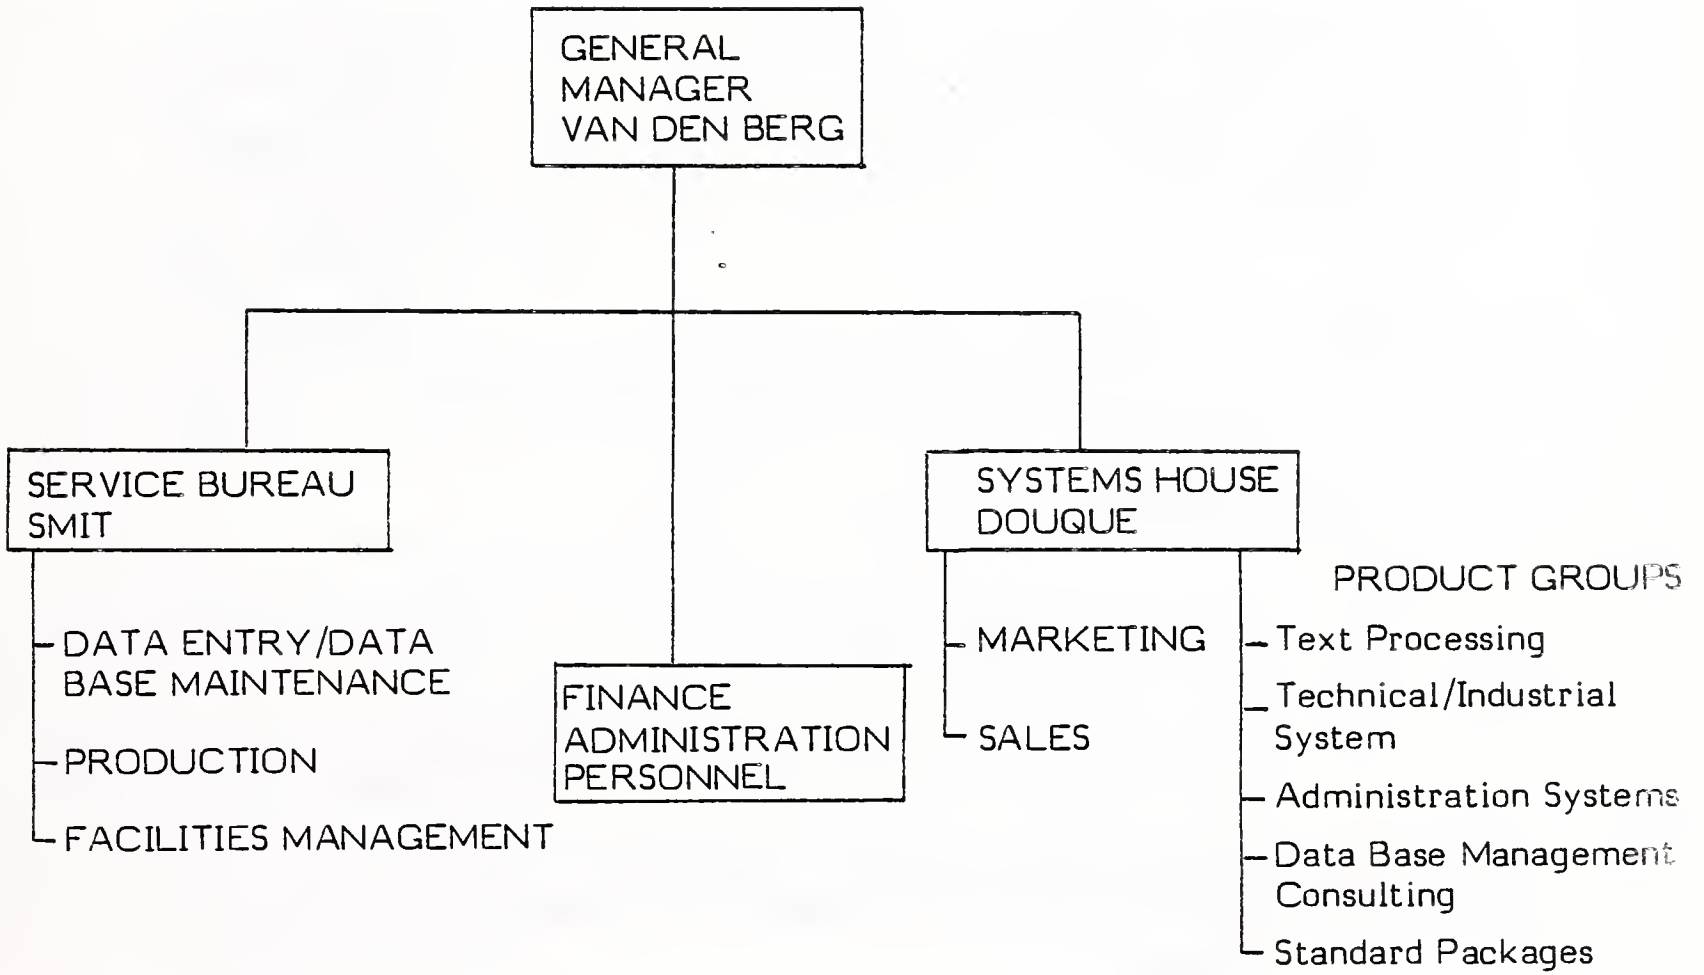 GENERAL
MANAGER
VAN DEN BERG
SERVICE BUREAU
SMIT
DATA ENTRY/DATA
BASE MAINTENANCE
PRODUCTION
FACILITIES MANAGEMENT
FINANCE
ADMINISTRATION
PERSONNEL
SYSTEMS HOUSE
DOUQUE
MARKETING
SALES
PRODUCT GROUPS
Text Processing
Technical/Industrial
System
Administration Systems
Data Base Management
Consulting
Standard Packages